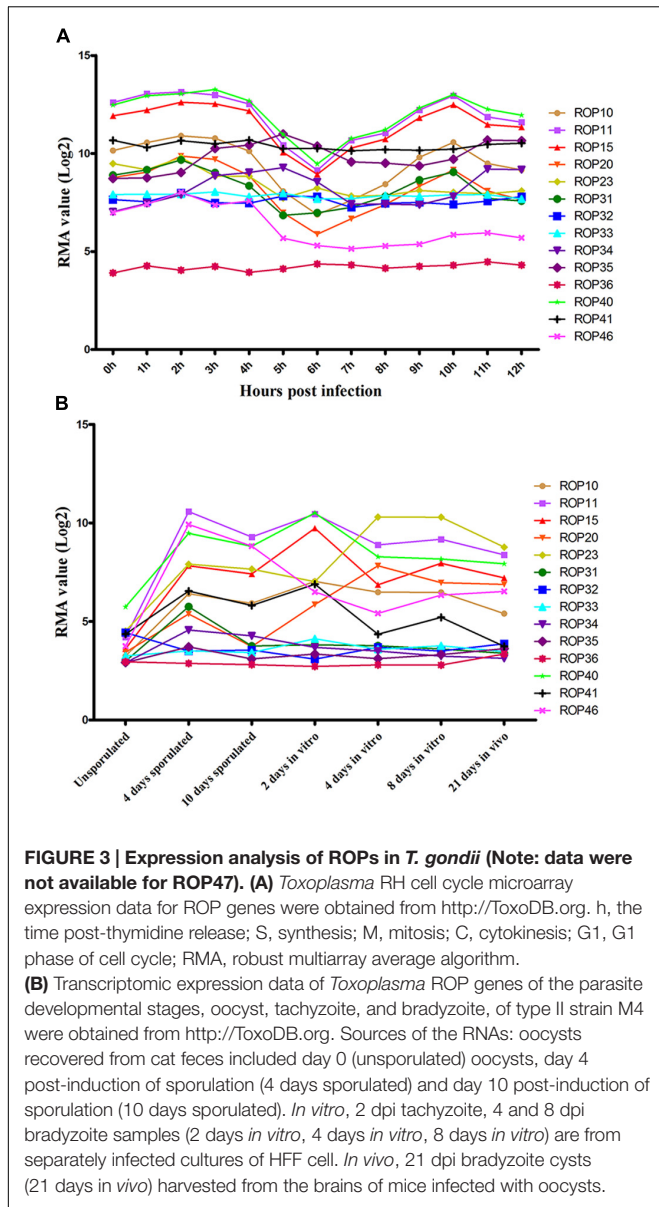 A
15
10
5
0
RMA value (Log2)
0h 1h 2h 3h 4h 5h 6h 7h 8h 9h 10h 11h 12h
Hours post infection
ROP10
ROP11
ROP15
ROP20
ROP23
ROP31
ROP32
ROP33
ROP34
ROP35
ROP36
ROP40
ROP41
ROP46
B
15
10
5
0
RMA value (Log2)
Unsporulated
4 days sporulated
10 days sporulated
2 days in vitro
4 days in vitro
8 days in vitro
21 days in vivo
ROP10
ROP11
ROP15
ROP20
ROP23
ROP31
ROP32
ROP33
ROP34
ROP35
ROP36
ROP40
ROP41
ROP46
FIGURE 3 | Expression analysis of ROPs in T. gondii (Note: data were
not available for ROP47). (A) Toxoplasma RH cell cycle microarray
expression data for ROP genes were obtained from http://ToxoDB.org. h, the
time post-thymidine release; S, synthesis; M, mitosis; C, cytokinesis; G1, G1
phase of cell cycle; RMA, robust multiarray average algorithm.
(B) Transcriptomic expression data of Toxoplasma ROP genes of the parasite
developmental stages, oocyst, tachyzoite, and bradyzoite, of type II strain M4
were obtained from http://ToxoDB.org. Sources of the RNAs: oocysts
recovered from cat feces included day 0 (unsporulated) oocysts, day 4
post-induction of sporulation (4 days sporulated) and day 10 post-induction of
sporulation (10 days sporulated). In vitro, 2 dpi tachyzoite, 4 and 8 dpi
bradyzoite samples (2 days in vitro, 4 days in vitro, 8 days in vitro) are from
separately infected cultures of HFF cell. In vivo, 21 dpi bradyzoite cysts
(21 days in vivo) harvested from the brains of mice infected with oocysts.